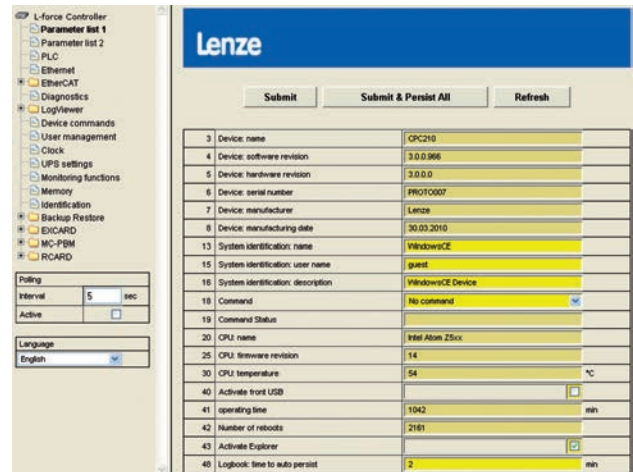 L-force Controller
Parameter list 1
Parameter list 2
PLC
Ethernet
EtherCAT
Diagnostics
LogViewer
Device commands
User management
Clock
UPS settings
Monitoring functions
Memory
Identification
Backup Restore
EXCARD
MC-PBM
RCARD
Polling
Interval 5 sec
Active
Language
English
Lenze
Submit Submit & Persist All Refresh
3 Device: name CPC210
4 Device: software revision 3.0.0.966
5 Device: hardware revision 3.0.0.0
6 Device: serial number PROTO007
7 Device: manufacturer Lenze
8 Device: manufacturing date 30.03.2010
13 System identification: name WindowsCE
15 System identification: user name guest
16 System identification: description WindowsCE Device
18 Command No command
19 Command Status
20 CPU: name Intel Atom Z5xx
25 CPU: firmware revision 14
30 CPU: temperature 54 °C
40 Activate front USB
41 operating time 1042 min
42 Number of reboots 2161
43 Activate Explorer
48 Logbook: time to auto persist 2 min